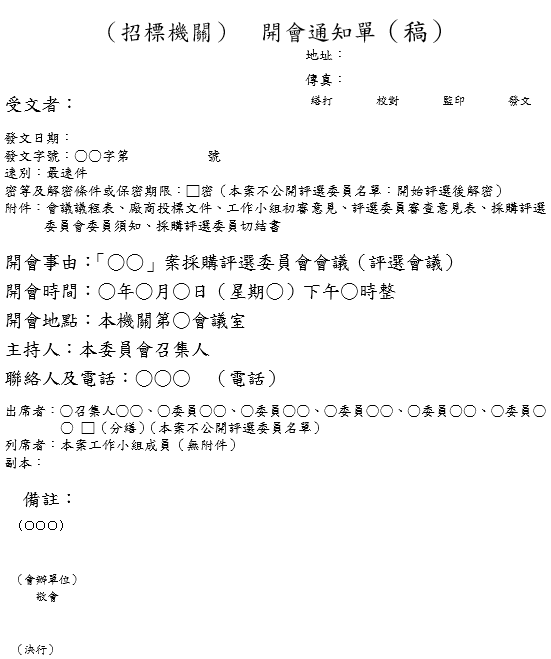 （招標機關）　開會通知單（稿）
地址：
傳真：
受文者：
繕打　校對　監印　發文
發文日期：
發文字號：○○字第　　　　　號
速別：最速件
密等及解密條件或保密期限：□密（本案不公開評選委員名單：開始評選後解密）
附件：會議議程表、廠商投標文件、工作小組初審意見、評選委員審查意見表、採購評選
委員會委員須知、採購評選委員切結書
開會事由：「○○」案採購評選委員會會議（評選會議）
開會時間：○年○月○日（星期○）下午○時整
開會地點：本機關第○會議室
主持人：本委員會召集人
聯絡人及電話：○○○　（電話）
出席者：○召集人○○、○委員○○、○委員○○、○委員○○、○委員○○、○委員○
○ □（分繕）（本案不公開評選委員名單）
列席者：本案工作小組成員（無附件）
副本：
備註：
（○○○）
（會辦單位）
敬會
（決行）